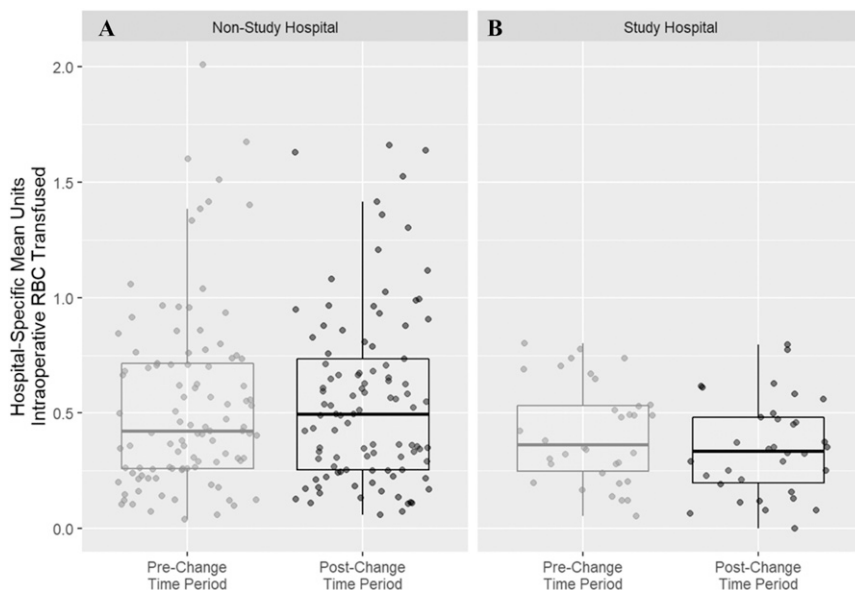 A
Non-Study Hospital
B
Study Hospital
Hospital-Specific Mean Units
Intraoperative RBC Transfused
2.0
1.5
1.0
0.5
0.0
Pre-Change
Time Period
Post-Change
Time Period
Pre-Change
Time Period
Post-Change
Time Period